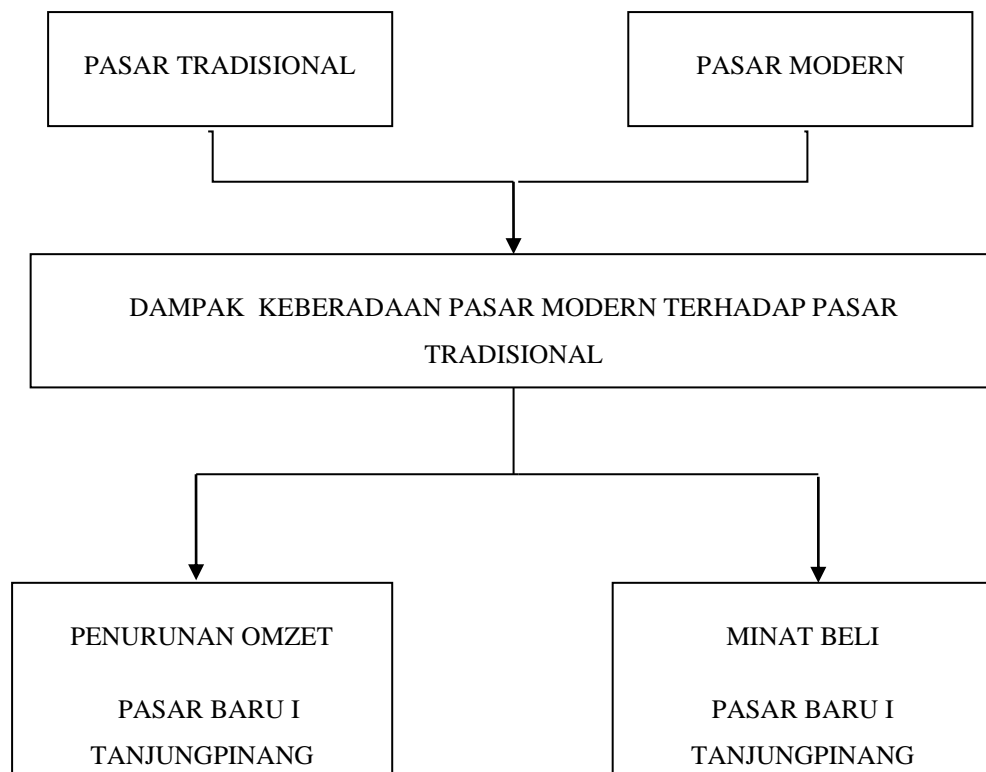 PASAR TRADISIONAL
PASAR MODERN
DAMPAK KEBERADAAN PASAR MODERN TERHADAP PASAR
TRADISIONAL
PENURUNAN OMZET
PASAR BARU I
TANJUNGPINANG
MINAT BELI
PASAR BARU I
TANJUNGPINANG